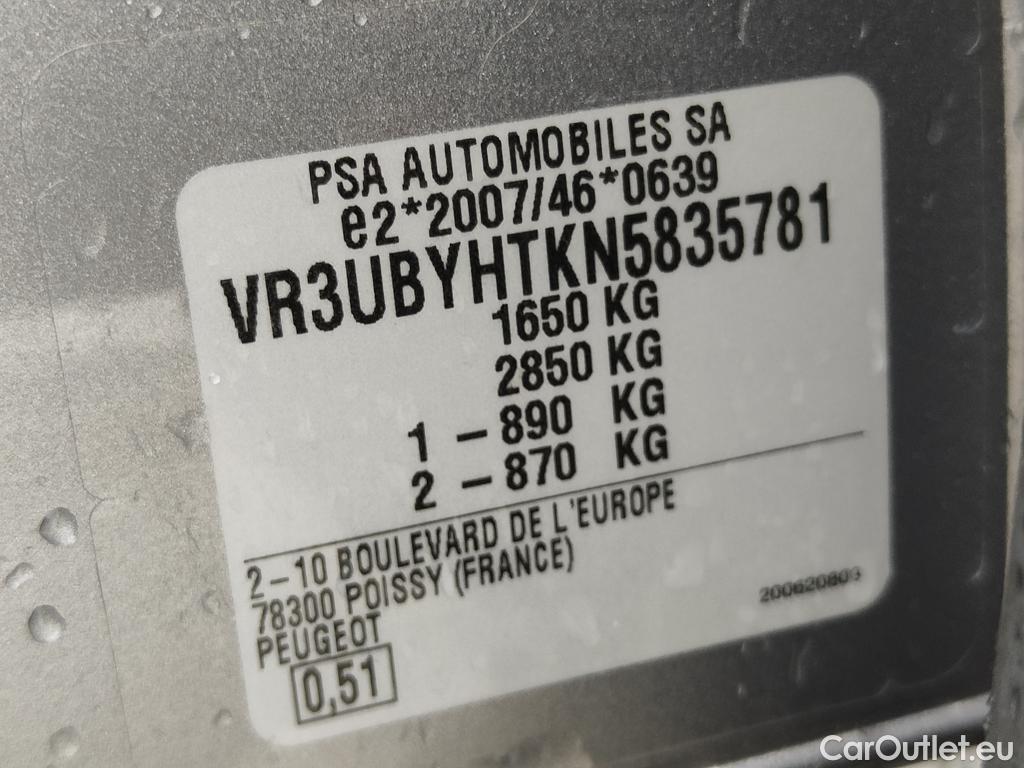 PSA AUTOMOBILES SA
e2*2007/46*0639
VR3UBYHTKN5835781
1650 KG
2850 KG
1 – 890 KG
2 – 870 KG
2–10 BOULEVARD DE L'EUROPE
78300 POISSY (FRANCE)
PEUGEOT
0,51
CarOutlet.eu